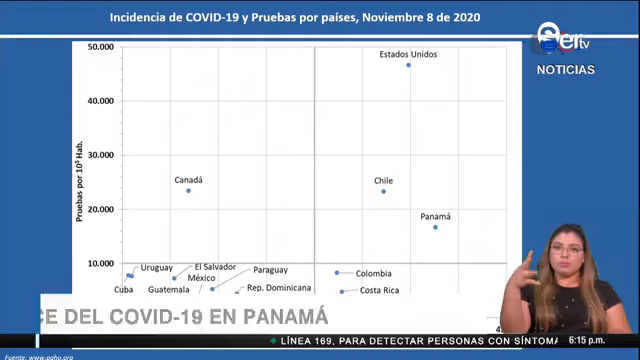 Incidencia de COVID-19 y Pruebas por países, Noviembre 8 de 2020
sertv
NOTICIAS
50.000
40.000
30.000
20.000
10.000
Pruebas por 10⁵ Hab.
Estados Unidos
Canadá
Chile
Panamá
Uruguay
El Salvador
Paraguay
Colombia
México
Cuba
Guatemala
Rep. Dominicana
Costa Rica
CE DEL COVID-19 EN PANAMÁ
LÍNEA 169, PARA DETECTAR PERSONAS CON SÍNTOMA
6:15 p.m.
Fuente: www.paho.org